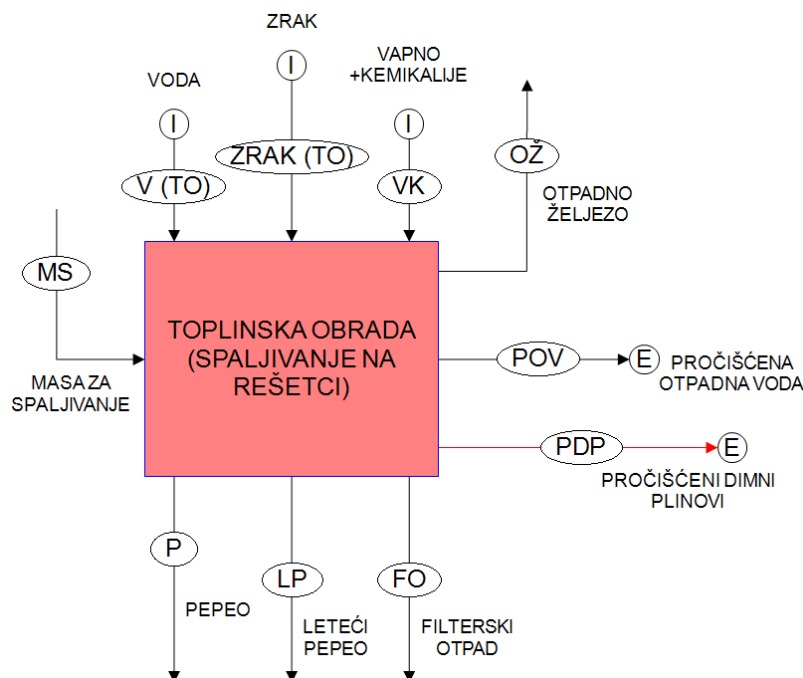 ZRAK
I
VODA
I
VAPNO
+KEMIKALIJE
I
V (TO)
ZRAK (TO)
VK
OŽ
OTPADNO
ŽELJEZO
MS
MASA ZA
SPALJIVANJE
TOPLINSKA OBRADA
(SPALJIVANJE NA
REŠETCI)
POV
E
PROČIŠĆENA
OTPADNA VODA
PDP
E
PROČIŠĆENI DIMNI
PLINOVI
P
PEPEO
LP
LETEĆI
PEPEO
FO
FILTERSKI
OTPAD